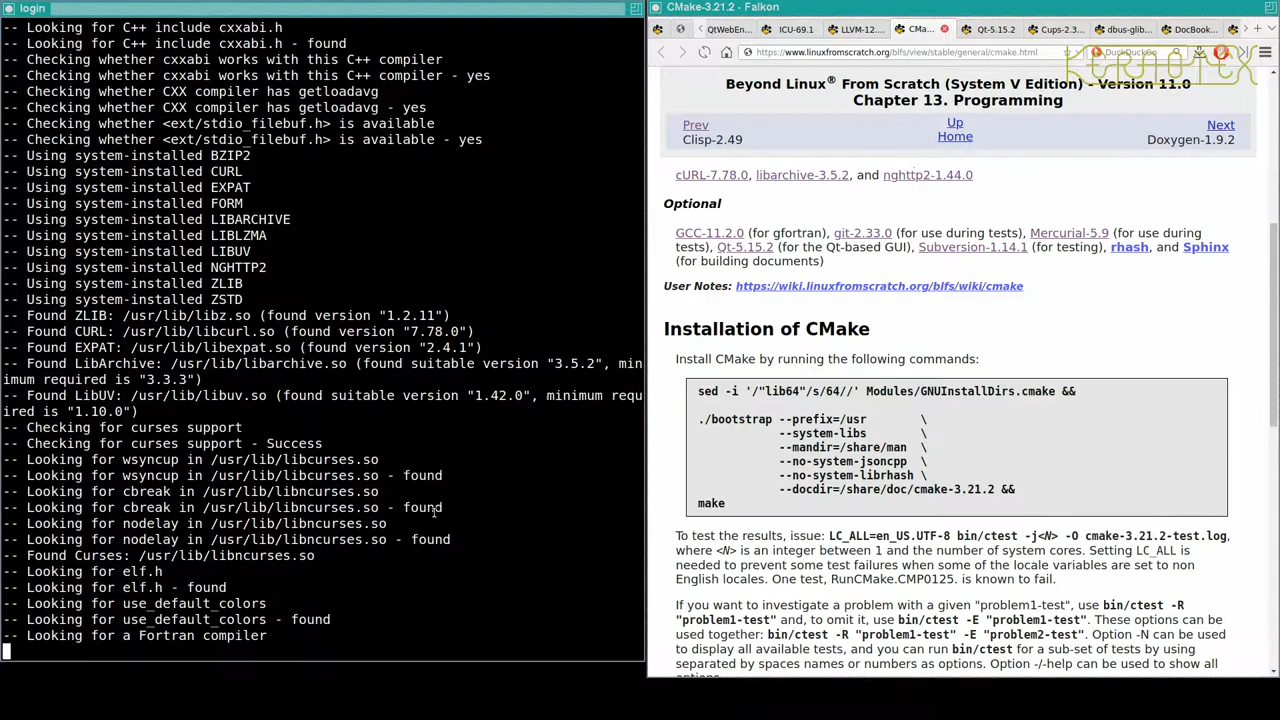 login
-- Looking for C++ include cxxabi.h
-- Looking for C++ include cxxabi.h - found
-- Checking whether cxxabi works with this C++ compiler
-- Checking whether cxxabi works with this C++ compiler - yes
-- Checking whether CXX compiler has getloadavg
-- Checking whether CXX compiler has getloadavg - yes
-- Checking whether <ext/stdio_filebuf.h> is available
-- Checking whether <ext/stdio_filebuf.h> is available - yes
-- Using system-installed BZIP2
-- Using system-installed CURL
-- Using system-installed EXPAT
-- Using system-installed FORM
-- Using system-installed LIBARCHIVE
-- Using system-installed LIBLZMA
-- Using system-installed LIBUV
-- Using system-installed NGHTTP2
-- Using system-installed ZLIB
-- Using system-installed ZSTD
-- Found ZLIB: /usr/lib/libz.so (found version "1.2.11")
-- Found CURL: /usr/lib/libcurl.so (found version "7.78.0")
-- Found EXPAT: /usr/lib/libexpat.so (found version "2.4.1")
-- Found LibArchive: /usr/lib/libarchive.so (found suitable version "3.5.2", min
imum required is "3.3.3")
-- Found LibUV: /usr/lib/libuv.so (found suitable version "1.42.0", minimum requ
ired is "1.10.0")
-- Checking for curses support
-- Checking for curses support - Success
-- Looking for wsyncup in /usr/lib/libcurses.so
-- Looking for wsyncup in /usr/lib/libcurses.so - found
-- Looking for cbreak in /usr/lib/libncurses.so
-- Looking for cbreak in /usr/lib/libncurses.so - found
-- Looking for nodelay in /usr/lib/libncurses.so
-- Looking for nodelay in /usr/lib/libncurses.so - found
-- Found Curses: /usr/lib/libncurses.so
-- Looking for elf.h
-- Looking for elf.h - found
-- Looking for use_default_colors
-- Looking for use_default_colors - found
-- Looking for a Fortran compiler
CMake-3.21.2 - Falkon
QtWebEn... ICU-69.1 LLVM-12.... CMa... Qt-5.15.2 Cups-2.3... dbus-glib... DocBook...
https://www.linuxfromscratch.org/blfs/view/stable/general/cmake.html DuckDuckGo
KERNOTEX
Beyond Linux® From Scratch (System V Edition) - Version 11.0
Chapter 13. Programming
Prev Up Next
Clisp-2.49 Home Doxygen-1.9.2
cURL-7.78.0, libarchive-3.5.2, and nghttp2-1.44.0
Optional
GCC-11.2.0 (for gfortran), git-2.33.0 (for use during tests), Mercurial-5.9 (for use during
tests), Qt-5.15.2 (for the Qt-based GUI), Subversion-1.14.1 (for testing), rhash, and Sphinx
(for building documents)
User Notes: https://wiki.linuxfromscratch.org/blfs/wiki/cmake
Installation of CMake
Install CMake by running the following commands:
sed -i '/"lib64"/s/64//' Modules/GNUInstallDirs.cmake &&
./bootstrap --prefix=/usr \
--system-libs \
--mandir=/share/man \
--no-system-jsoncpp \
--no-system-librhash \
--docdir=/share/doc/cmake-3.21.2 &&
make
To test the results, issue: LC_ALL=en_US.UTF-8 bin/ctest -j<N> -O cmake-3.21.2-test.log,
where <N> is an integer between 1 and the number of system cores. Setting LC_ALL is
needed to prevent some test failures when some of the locale variables are set to non
English locales. One test, RunCMake.CMP0125. is known to fail.
If you want to investigate a problem with a given "problem1-test", use bin/ctest -R
"problem1-test" and, to omit it, use bin/ctest -E "problem1-test". These options can be
used together: bin/ctest -R "problem1-test" -E "problem2-test". Option -N can be used
to display all available tests, and you can run bin/ctest for a sub-set of tests by using
separated by spaces names or numbers as options. Option -/-help can be used to show all